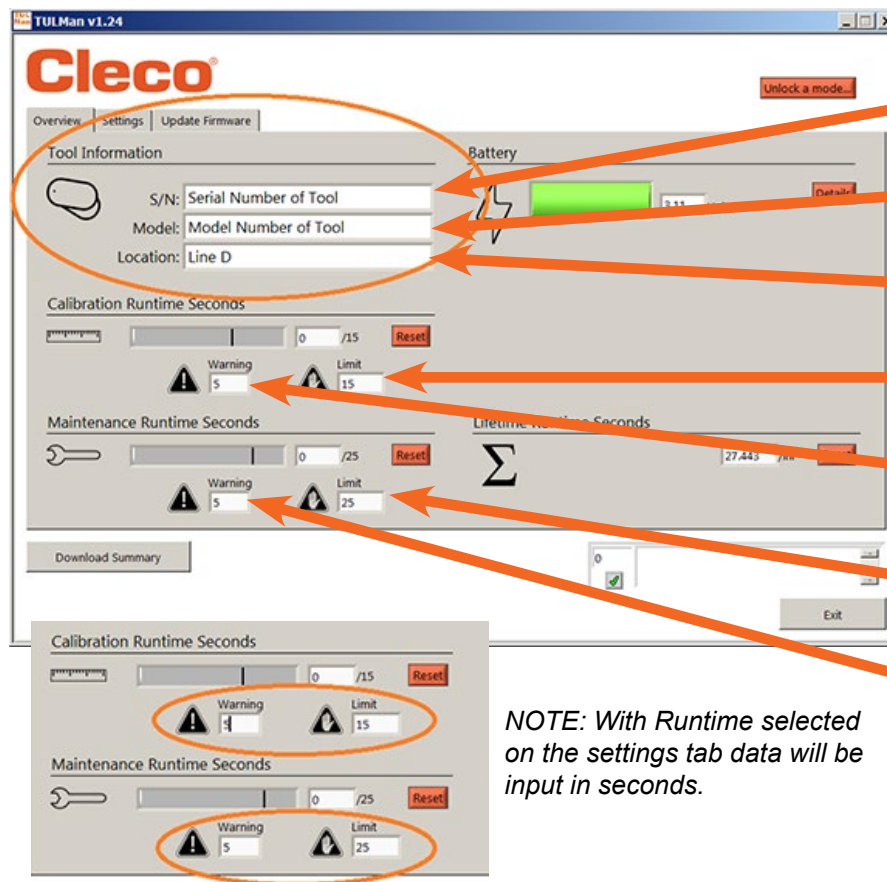 TULMan v1.24
Cleco®
Unlock a mode...
Overview Settings Update Firmware
Tool Information
Battery
S/N: Serial Number of Tool
3.11
Details
Model: Model Number of Tool
Location: Line D
Calibration Runtime Seconds
0 /15 Reset
Warning Limit
5 15
Maintenance Runtime Seconds
Lifetime Runtime Seconds
0 /25 Reset
27.443
Warning Limit
5 25
Download Summary
0
Exit
Calibration Runtime Seconds
0 /15 Reset
Warning Limit
5 15
Maintenance Runtime Seconds
0 /25 Reset
Warning Limit
5 25
NOTE: With Runtime selected
on the settings tab data will be
input in seconds.